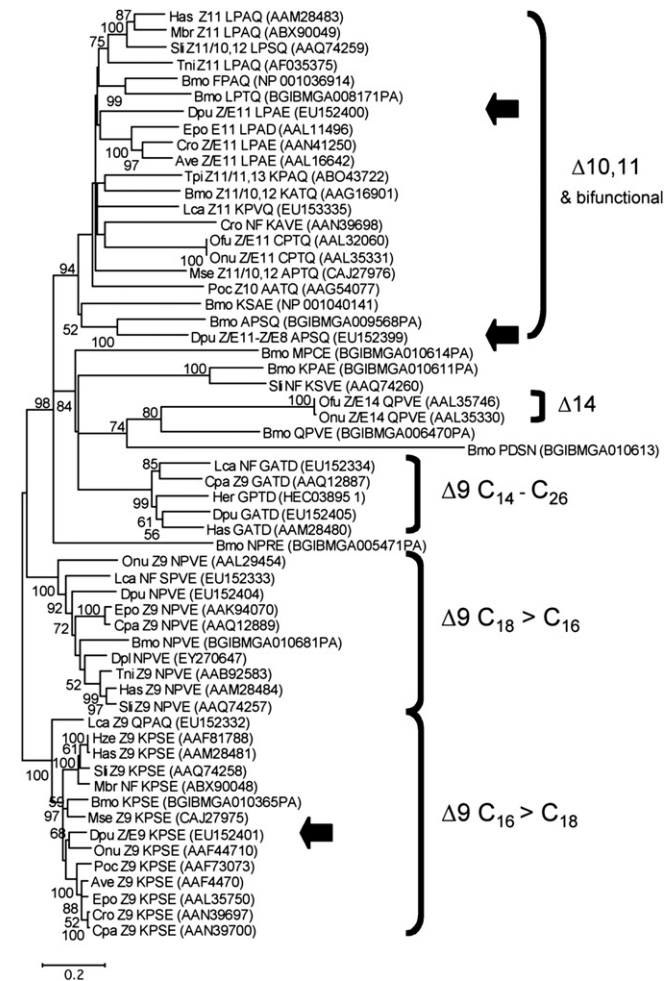 87
Has Z11 LPAQ (AAM28483)
100
Mbr Z11 LPAQ (ABX90049)
75
Sli Z11/10,12 LPSQ (AAQ74259)
Tni Z11 LPAQ (AF035375)
Bmo FPAQ (NP 001036914)
99
Bmo LPTQ (BGIBMGA008171PA)
Dpu Z/E11 LPAE (EU152400)
Epo E11 LPAD (AAL11496)
Cro Z/E11 LPAE (AAN41250)
100
Ave Z/E11 LPAE (AAL16642)
97
Tpi Z11/11,13 KPAQ (ABO43722)
Bmo Z11/10,12 KATQ (AAG16901)
Lca Z11 KPVQ (EU153335)
Cro NF KAVE (AAN39698)
Ofu Z/E11 CPTQ (AAL32060)
100
Onu Z/E11 CPTQ (AAL35331)
Mse Z11/10,12 APTQ (CAJ27976)
94
Poc Z10 AATQ (AAG54077)
Bmo KSAE (NP 001040141)
Bmo APSQ (BGIBMGA009568PA)
52
Dpu Z/E11-Z/E8 APSQ (EU152399)
100
Δ10,11
& bifunctional
Bmo MPCE (BGIBMGA010614PA)
100
Bmo KPAE (BGIBMGA010611PA)
Sli NF KSVE (AAQ74260)
98
84
100
Ofu Z/E14 QPVE (AAL35746)
80
Onu Z/E14 QPVE (AAL35330)
74
Bmo QPVE (BGIBMGA006470PA)
Δ14
Bmo PDSN (BGIBMGA010613)
85
Lca NF GATD (EU152334)
Cpa Z9 GATD (AAQ12887)
99
Her GPTD (HEC03895 1)
61
Dpu GATD (EU152405)
56
Has GATD (AAM28480)
Δ9 C14 - C26
Bmo NPRE (BGIBMGA005471PA)
Onu Z9 NPVE (AAL29454)
100
Lca NF SPVE (EU152333)
Dpu NPVE (EU152404)
92
100
Epo Z9 NPVE (AAK94070)
72
Cpa Z9 NPVE (AAQ12889)
Bmo NPVE (BGIBMGA010681PA)
Dpl NPVE (EY270647)
52
Tni Z9 NPVE (AAB92583)
99
Has Z9 NPVE (AAM28484)
97
Sli Z9 NPVE (AAQ74257)
Δ9 C18 > C16
Lca Z9 QPAQ (EU152332)
100
Hze Z9 KPSE (AAF81788)
61
Has Z9 KPSE (AAM28481)
100
100
Sli Z9 KPSE (AAQ74258)
Mbr NF KPSE (ABX90048)
59
Bmo KPSE (BGIBMGA010365PA)
97
Mse Z9 KPSE (CAJ27975)
68
Dpu Z/E9 KPSE (EU152401)
Onu Z9 KPSE (AAF44710)
Poc Z9 KPSE (AAF73073)
Ave Z9 KPSE (AAF4470)
100
Epo Z9 KPSE (AAL35750)
88
Cro Z9 KPSE (AAN39697)
52
Cpa Z9 KPSE (AAN39700)
100
Δ9 C16 > C18
0.2